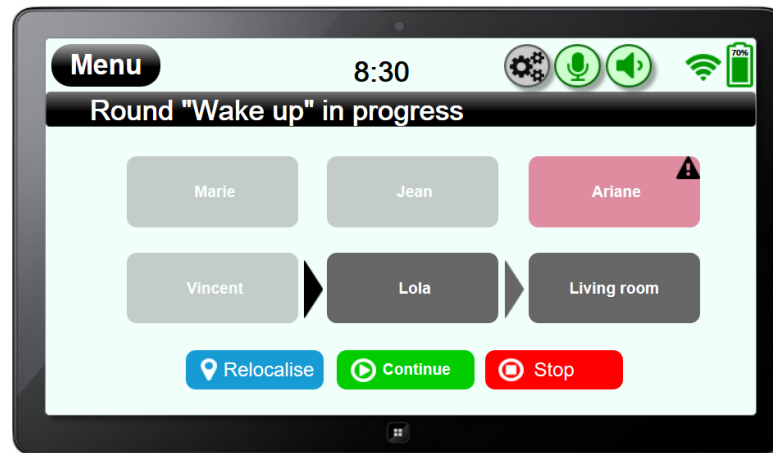 Menu
8:30
70%
Round "Wake up" in progress
Marie
Jean
Ariane
Vincent
Lola
Living room
Relocalise
Continue
Stop